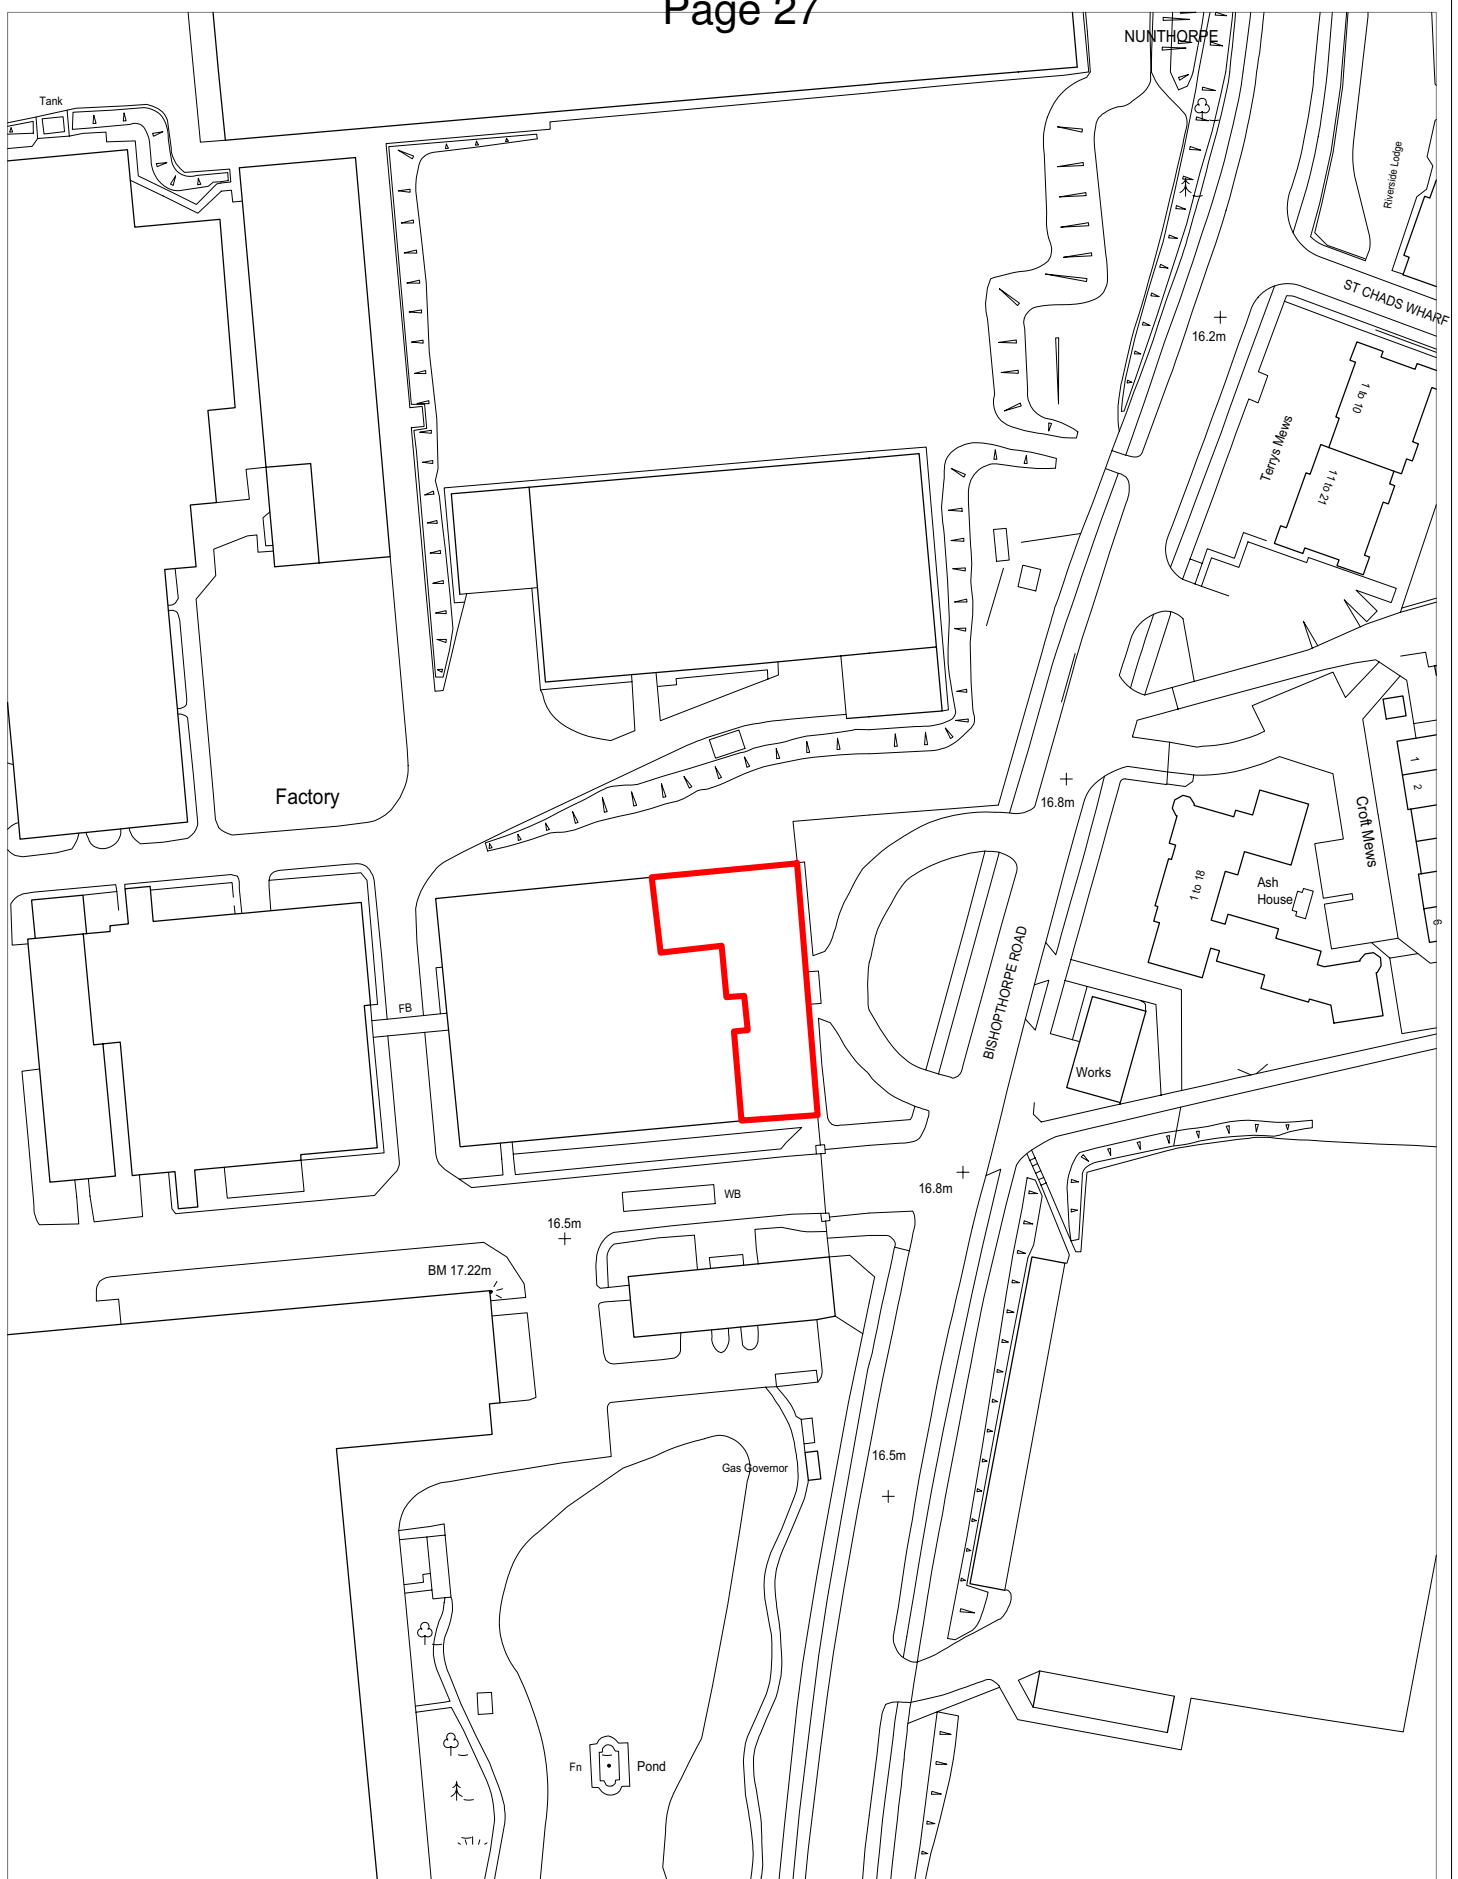 Page 27
NUNTHORPE
Tank
Riverside Lodge
ST CHADS WHARF
16.2m
1 to 10
Terrys Mews
11 to 21
1
2
16.8m
Factory
Croft Mews
1 to 18
Ash
House
6
FB
BISHOPTHORPE ROAD
Works
16.8m
WB
16.5m
BM 17.22m
16.5m
Gas Governor
Fn
Pond